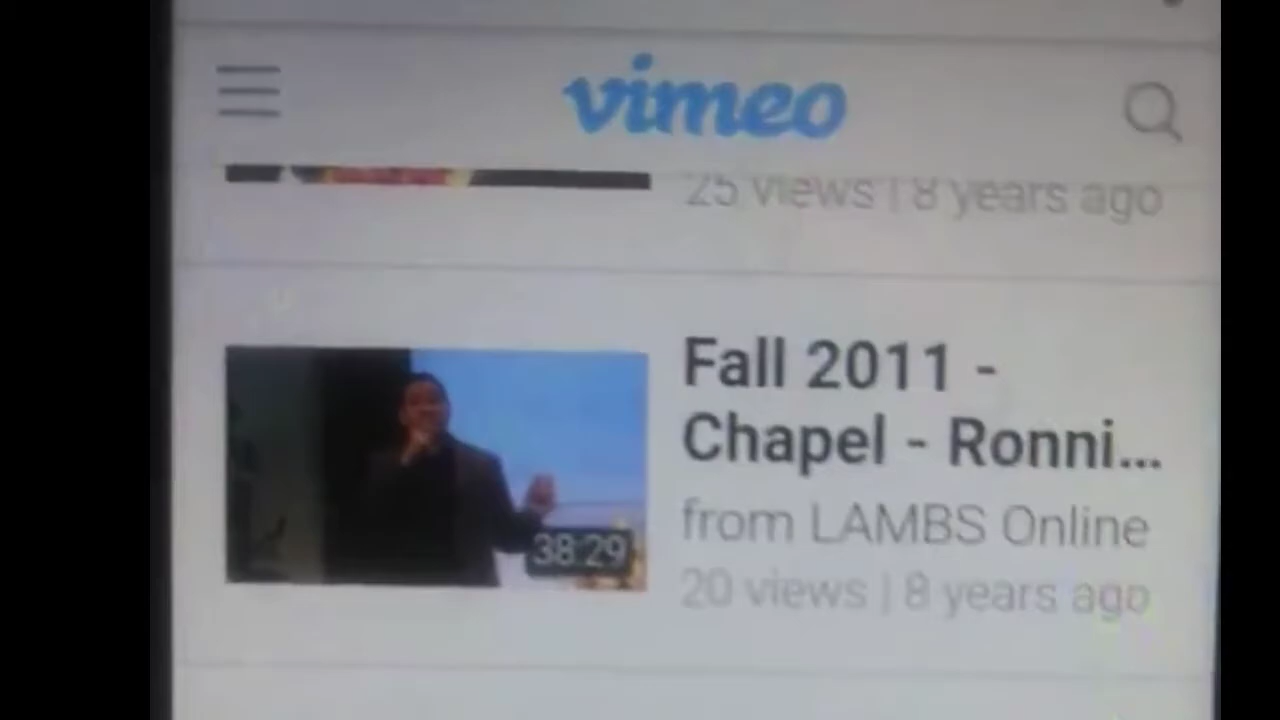 vimeo
25 views | 8 years ago
Fall 2011 -
Chapel - Ronni...
38:29
from LAMBS Online
20 views | 8 years ago